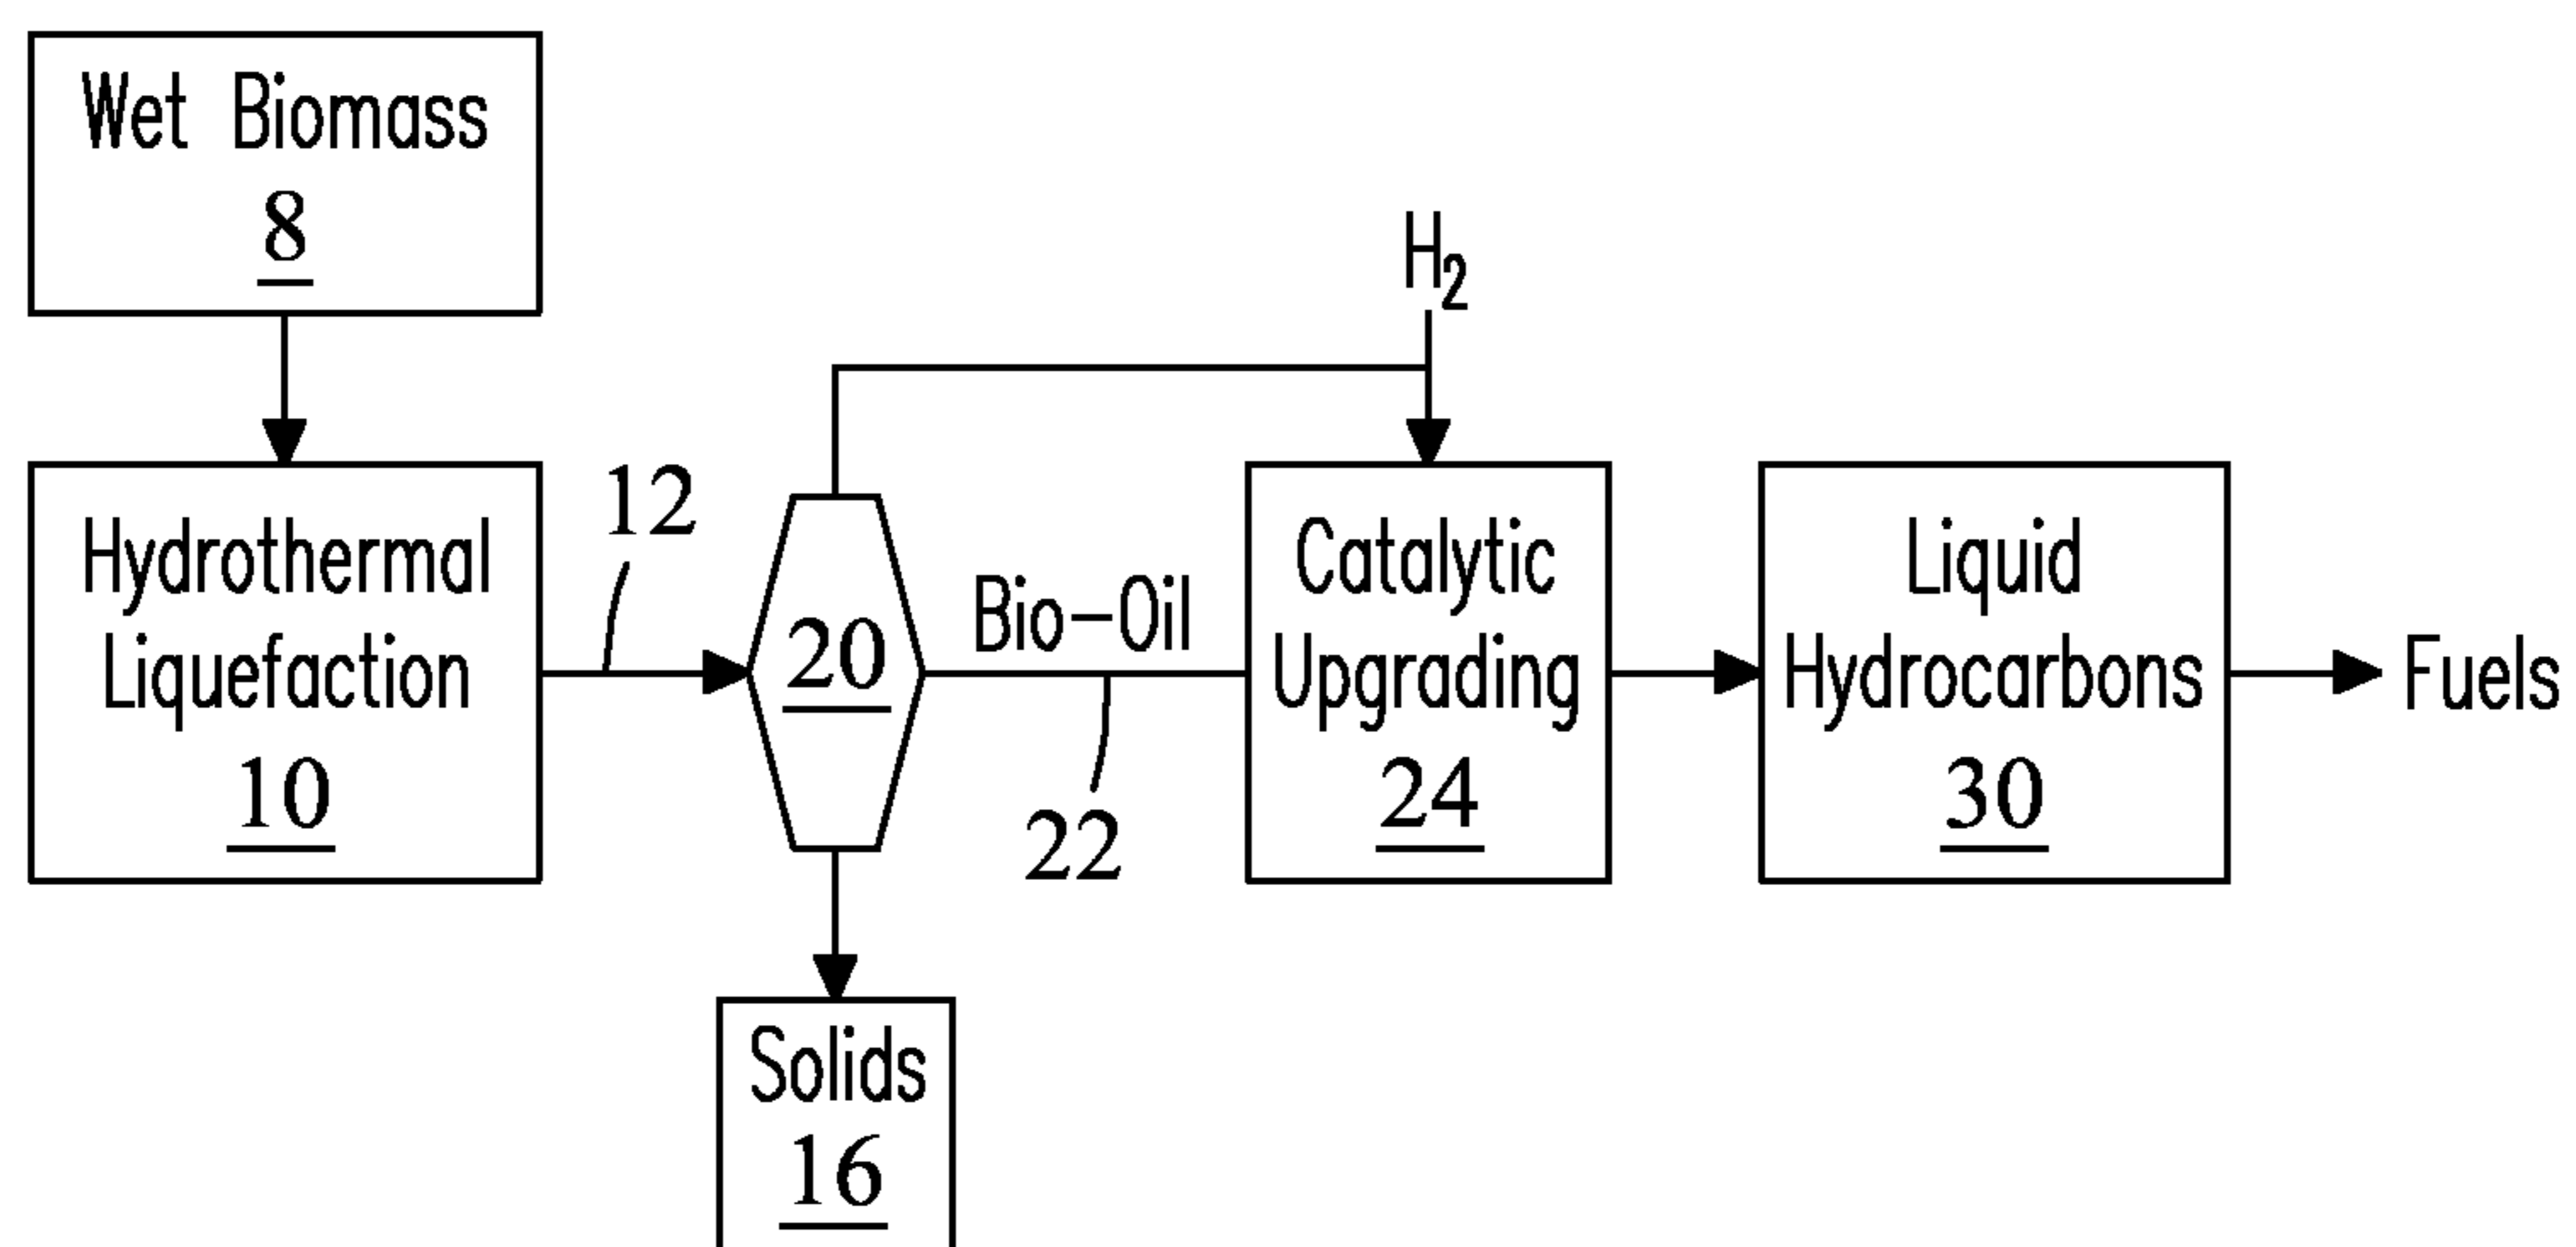 Wet Biomass
8
H2
Hydrothermal
Liquefaction
10
12
20
Bio-Oil
22
Catalytic
Upgrading
24
Liquid
Hydrocarbons
30
Fuels
Solids
16